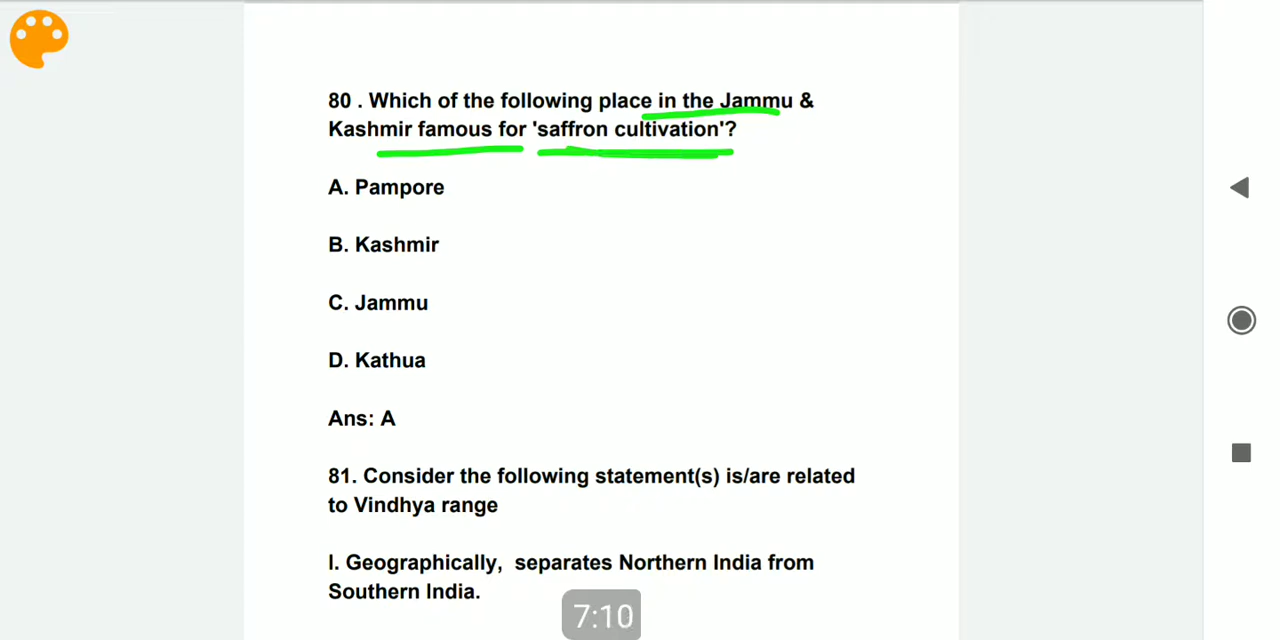 80 . Which of the following place in the Jammu &
Kashmir famous for 'saffron cultivation'?
A. Pampore
B. Kashmir
C. Jammu
D. Kathua
Ans: A
81. Consider the following statement(s) is/are related
to Vindhya range
I. Geographically, separates Northern India from
Southern India.
7:10